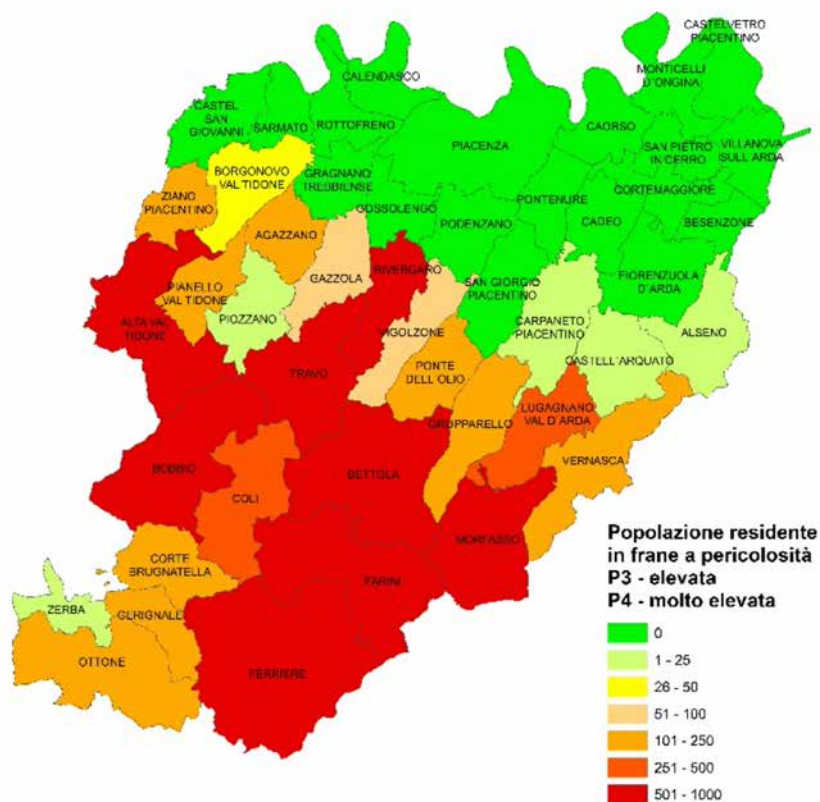 CASTELVETRO
PIACENTINO
MONTICELLI
D'ONGINA
CALENDASCO
CASTEL
SAN
GIOVANNI
SARMATO
ROTTOFRENO
PIACENZA
CAORSO
SAN PIETRO
IN CERRO
VILLANOVA
SULL'ARDA
BORGONOVO
VAL TIDONE
GRAGNANO
TREBBIENSE
ZIANO
PIACENTINO
GOSSOLENGO
PODENZANO
PONTENURE
CORTEMAGGIORE
CADEO
BESENZONE
AGAZZANO
GAZZOLA
RIVERGARO
SAN GIORGIO
PIACENTINO
FIORENZUOLA
D'ARDA
PIANELLO
VAL TIDONE
PIOZZANO
ALTA VAL
TIDONE
VIGOLZONE
CARPANETO
PIACENTINO
ALSENO
CASTELL'ARQUATO
TRAVO
PONTE
DELL'OLIO
GROPPARELLO
LUGAGNANO
VAL D'ARDA
VERNASCA
BOBBIO
COLI
BETTOLA
MORFASSO
CORTE
BRUGNATELLA
FARINI
ZERBA
CERIGNALE
OTTONE
FERRIERE
Popolazione residente
in frane a pericolosità
P3 - elevata
P4 - molto elevata
0
1 - 25
26 - 50
51 - 100
101 - 250
251 - 500
501 - 1000